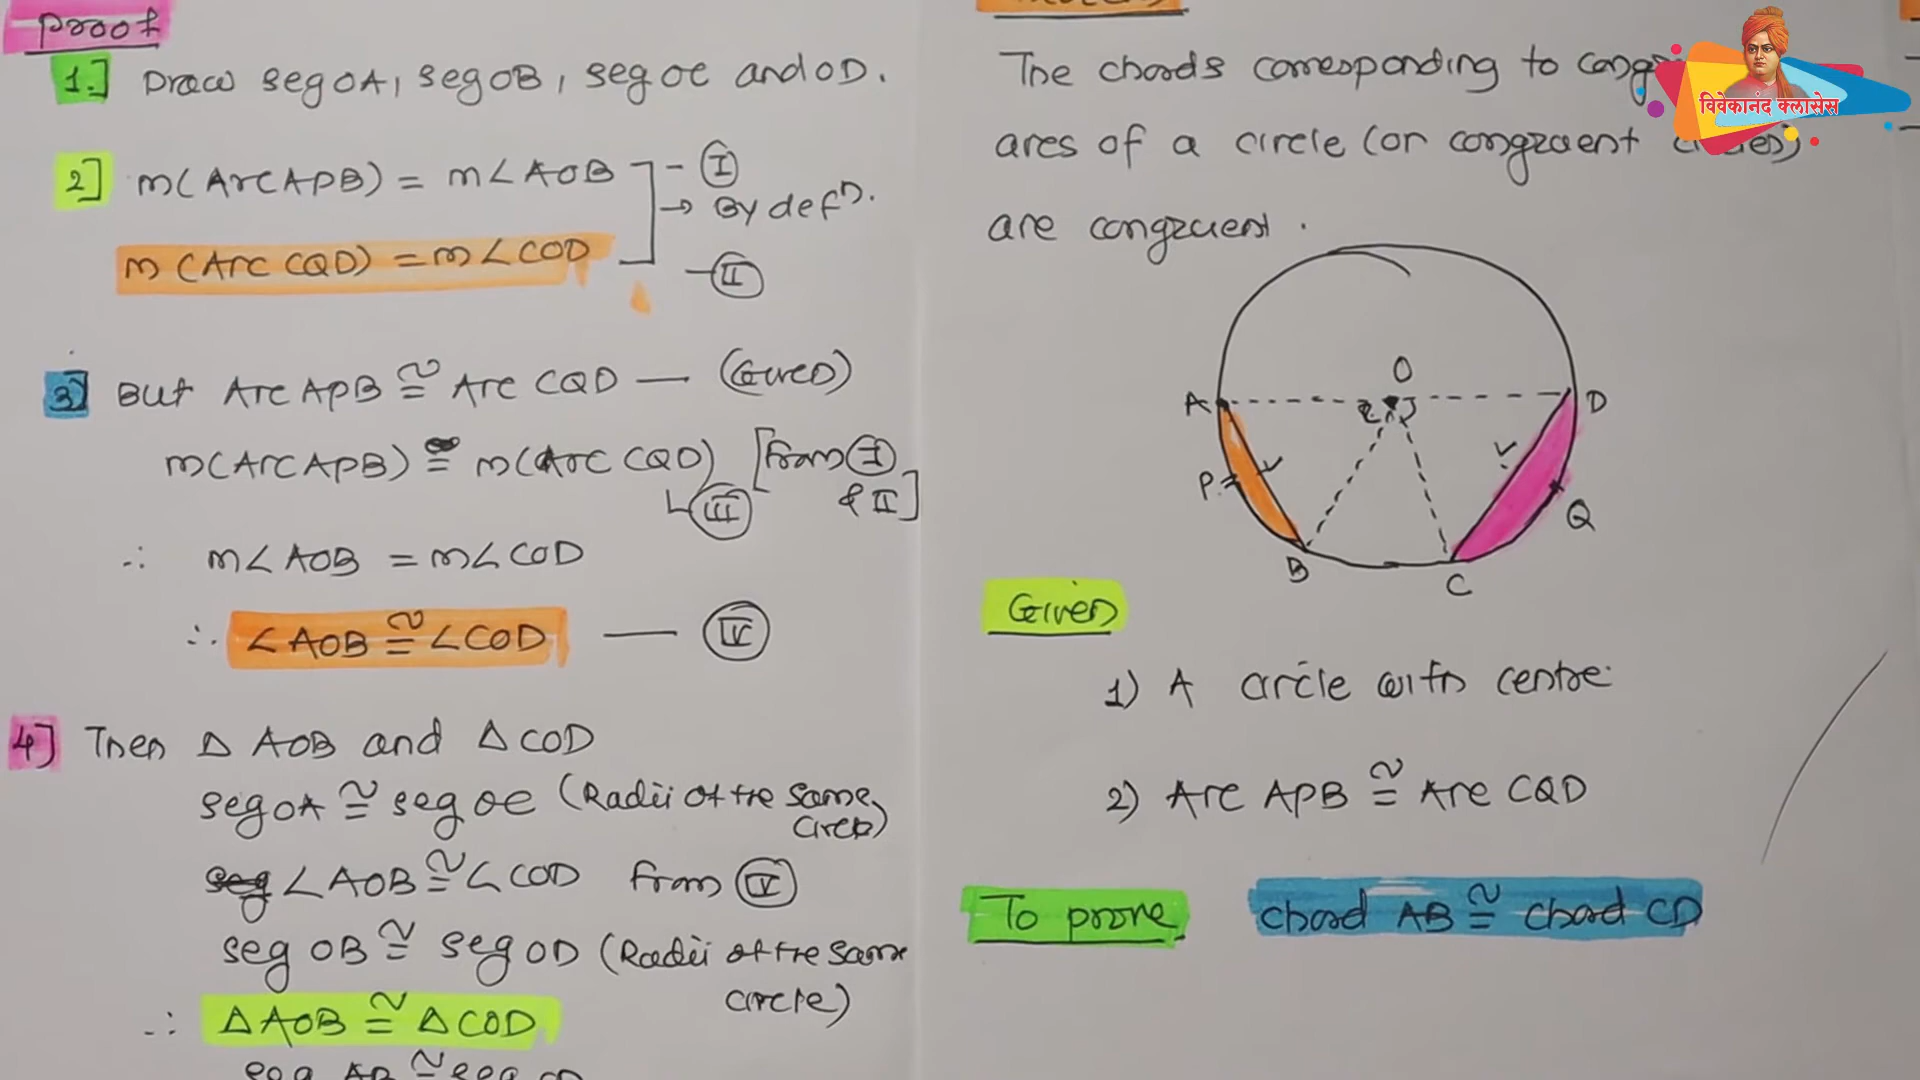 Proof
1.] Draw seg OA, seg OB, seg OC and OD.
2] m(Arc APB) = m∠AOB - (I)
→ By defⁿ.
m(Arc CQD) = m∠COD - (II)
3] But Arc APB ≅ Arc CQD — (Given)
m(Arc APB) = m(Arc CQD) [From (I)
(III) & II]
∴ m∠AOB = m∠COD
∴ ∠AOB ≅ ∠COD — (IV)
4] Then △AOB and △COD
seg OA ≅ seg OC (Radii of the same
circle)
∠AOB ≅ ∠COD from (IV)
seg OB ≅ seg OD (Radii of the same
circle)
∴ △AOB ≅ △COD
The chords corresponding to
arcs of a circle (or congruent
are congruent.
O
A
D
P
Q
B
C
Given
1) A circle with centre
2) Arc APB ≅ Arc CQD
To prove chord AB ≅ chord CD
विवेकानंद क्लासेस